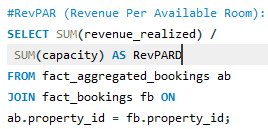 #RevPAR (Revenue Per Available Room):
SELECT SUM(revenue_realized) /
SUM(capacity) AS RevPARD
FROM fact_aggregated_bookings ab
JOIN fact_bookings fb ON
ab.property_id = fb.property_id;